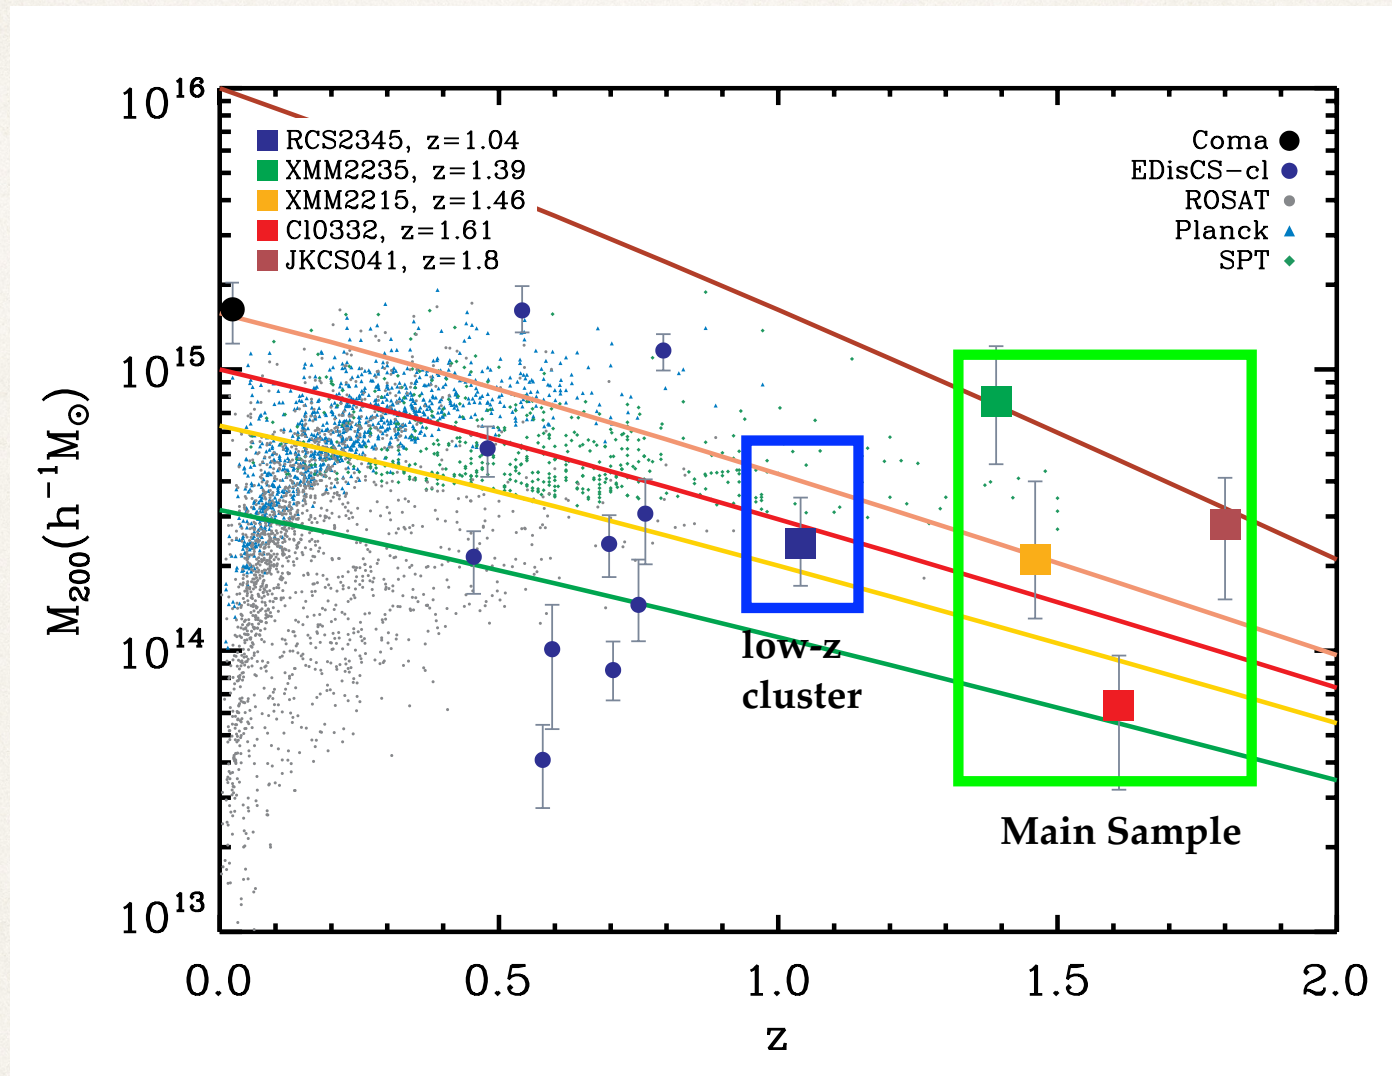 10^16
RCS2345, z=1.04
XMM2235, z=1.39
XMM2215, z=1.46
Cl0332, z=1.61
JKCS041, z=1.8
Coma
EDisCS-cl
ROSAT
Planck
SPT
10^15
M_200(h^-1M_⊙)
10^14
low-z
cluster
Main Sample
10^13
0.0 0.5 1.0 1.5 2.0
z